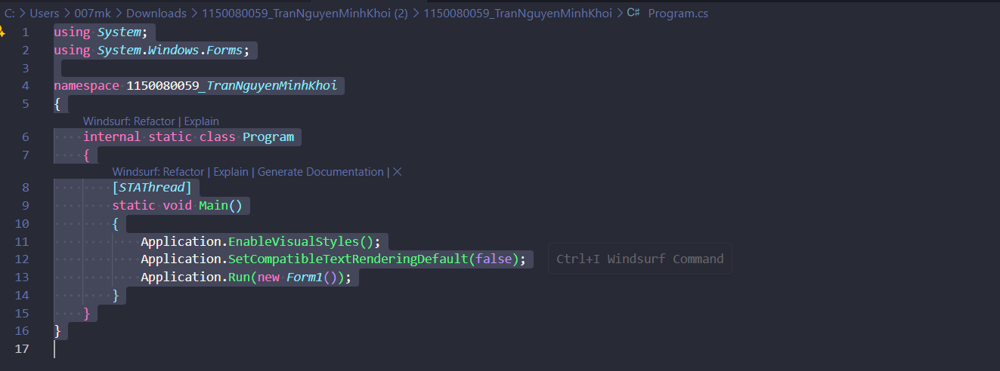 C: > Users > 007mk > Downloads > 1150080059_TranNguyenMinhKhoi (2) > 1150080059_TranNguyenMinhKhoi > C# Program.cs
1 using System;
2 using System.Windows.Forms;
3
4 namespace 1150080059_TranNguyenMinhKhoi
5 {
Windsurf: Refactor | Explain
6     internal static class Program
7     {
Windsurf: Refactor | Explain | Generate Documentation | ×
8         [STAThread]
9         static void Main()
10         {
11             Application.EnableVisualStyles();
12             Application.SetCompatibleTextRenderingDefault(false); Ctrl+I Windsurf Command
13             Application.Run(new Form1());
14         }
15     }
16 }
17